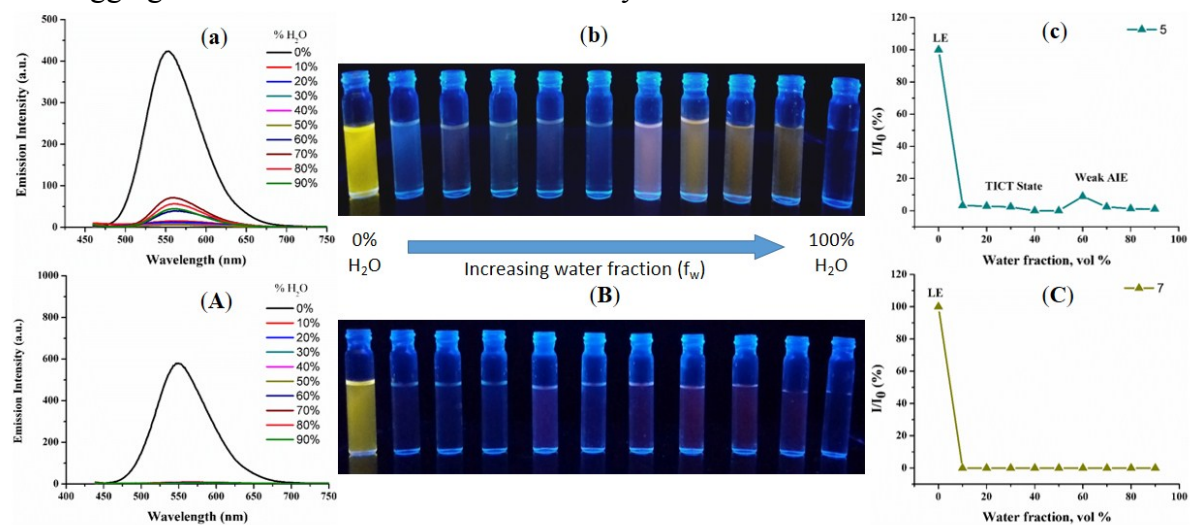 (a)
% H2O
0%
10%
20%
30%
40%
50%
60%
70%
80%
90%
Emission Intensity (a.u.)
500
400
300
200
100
0
450 500 550 600 650 700 750
Wavelength (nm)
(b)
0%
H2O
Increasing water fraction (fw)
100%
H2O
(c)
5
LE
TICT State
Weak AIE
I/I0 (%)
120
100
80
60
40
20
0
0 20 40 60 80 100
Water fraction, vol %
(A)
% H2O
0%
10%
20%
30%
40%
50%
60%
70%
80%
90%
Emission Intensity (a.u.)
1000
800
600
400
200
0
400 450 500 550 600 650 700 750
Wavelength (nm)
(B)
(C)
7
LE
I/I0 (%)
120
100
80
60
40
20
0
0 20 40 60 80 100
Water fraction, vol %